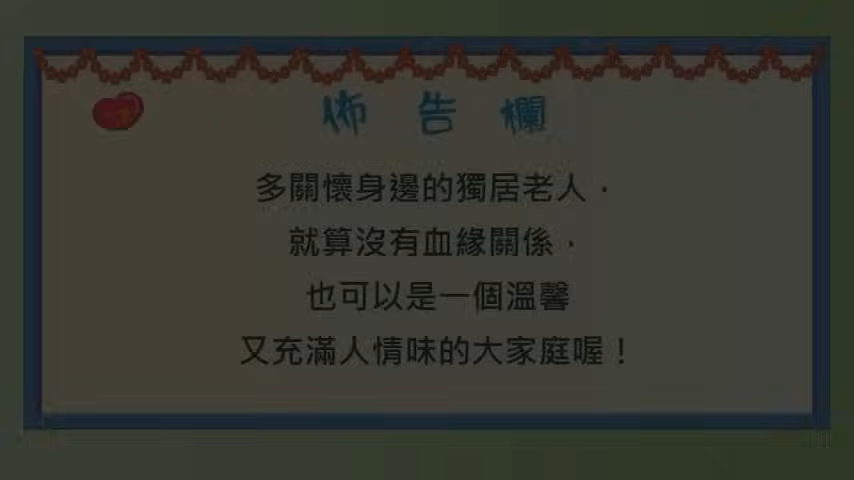 佈告欄
多關懷身邊的獨居老人，
就算沒有血緣關係，
也可以是一個溫馨
又充滿人情味的大家庭喔！